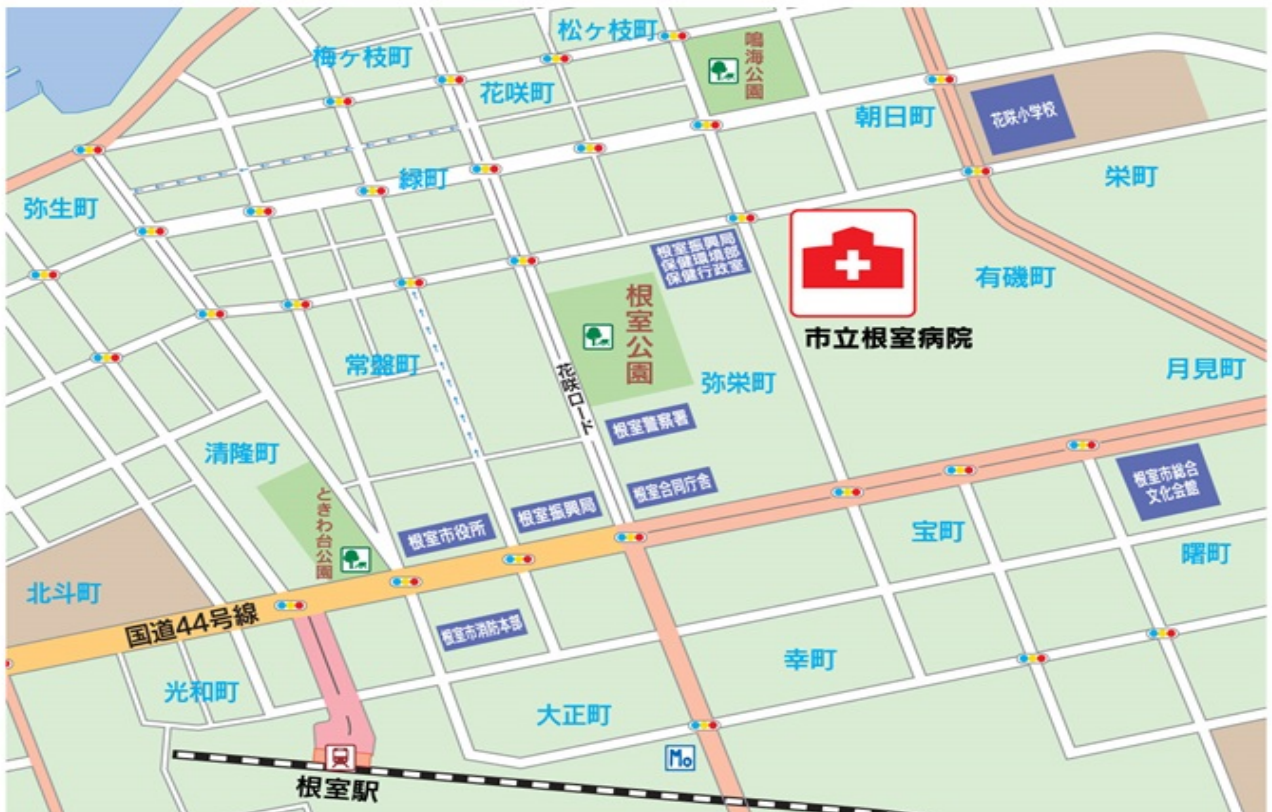 松ヶ枝町
梅ヶ枝町
鳴海公園
花咲町
朝日町
花咲小学校
緑町
栄町
弥生町
根室振興局
保健環境部
保健行政室
有磯町
根室公園
市立根室病院
常盤町
花咲ロード
弥栄町
月見町
根室警察署
清隆町
根室市総合
文化会館
ときわ台公園
根室合同庁舎
根室振興局
根室市役所
宝町
曙町
北斗町
国道44号線
根室市消防本部
幸町
光和町
大正町
Mo
根室駅